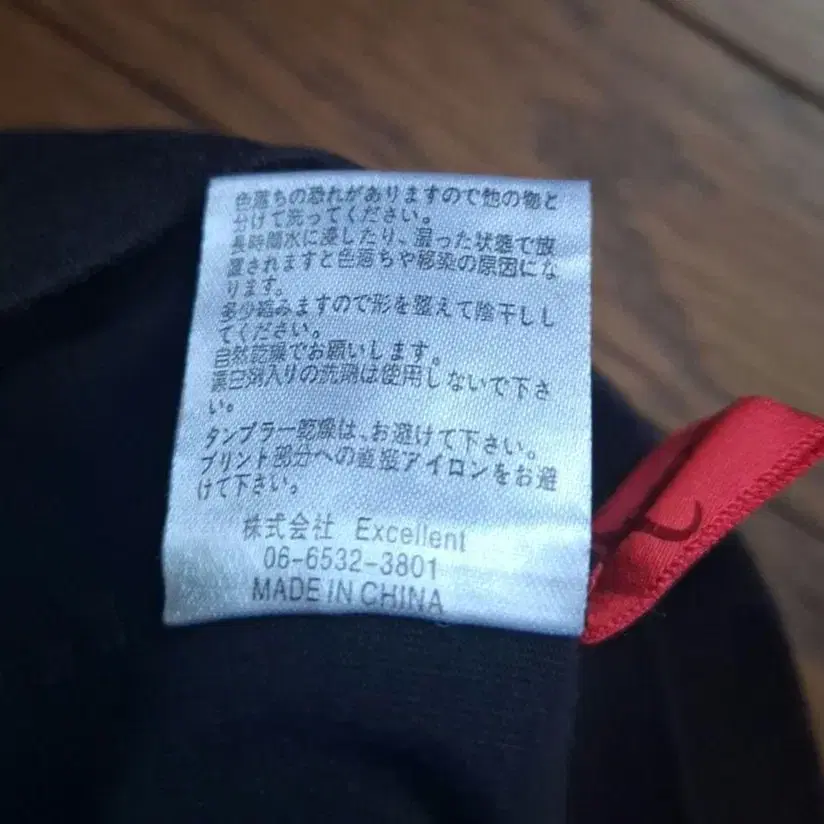 色落ちの恐れがありますので他の物と
分けて洗ってください。
長時間水に浸したり、湿った状態で放
置されますと色落ちや移染の原因にな
ります。
多少縮みますので形を整えて陰干しし
てください。
自然乾燥でお願いします。
漂白剤入りの洗剤は使用しないで下さ
い。
タンブラー乾燥は、お避けて下さい。
プリント部分への直接アイロンをお避
けて下さい。
株式会社 Excellent
06-6532-3801
MADE IN CHINA